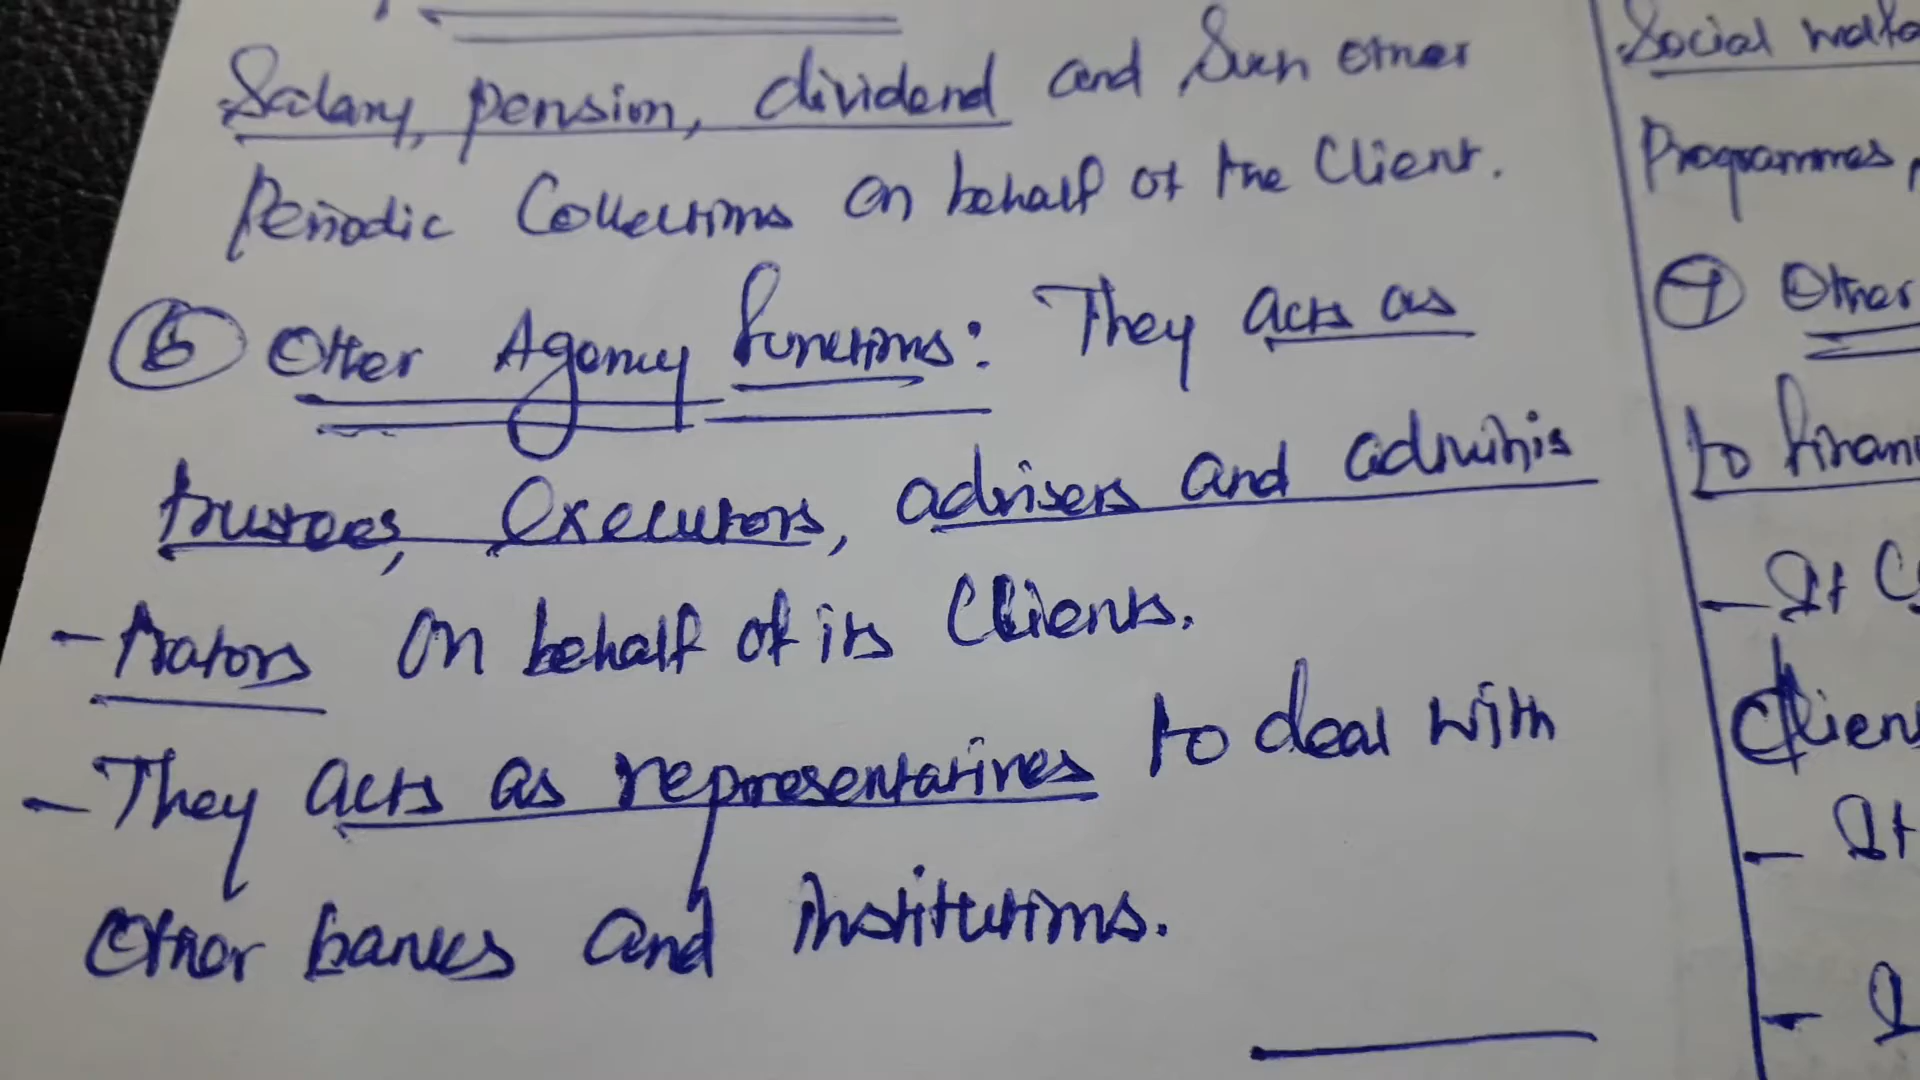 Salary, pension, dividend and Such other
Periodic Collections on behalf of the Client.
⑥ Other Agency functions: They acts as
trustees, executors, advisers and adminis
- trators on behalf of its Clients.
- They acts as representatives to deal with
other banks and institutions.
Social
Programmes,
⑦ Other
to
- It
Clien
- It
-